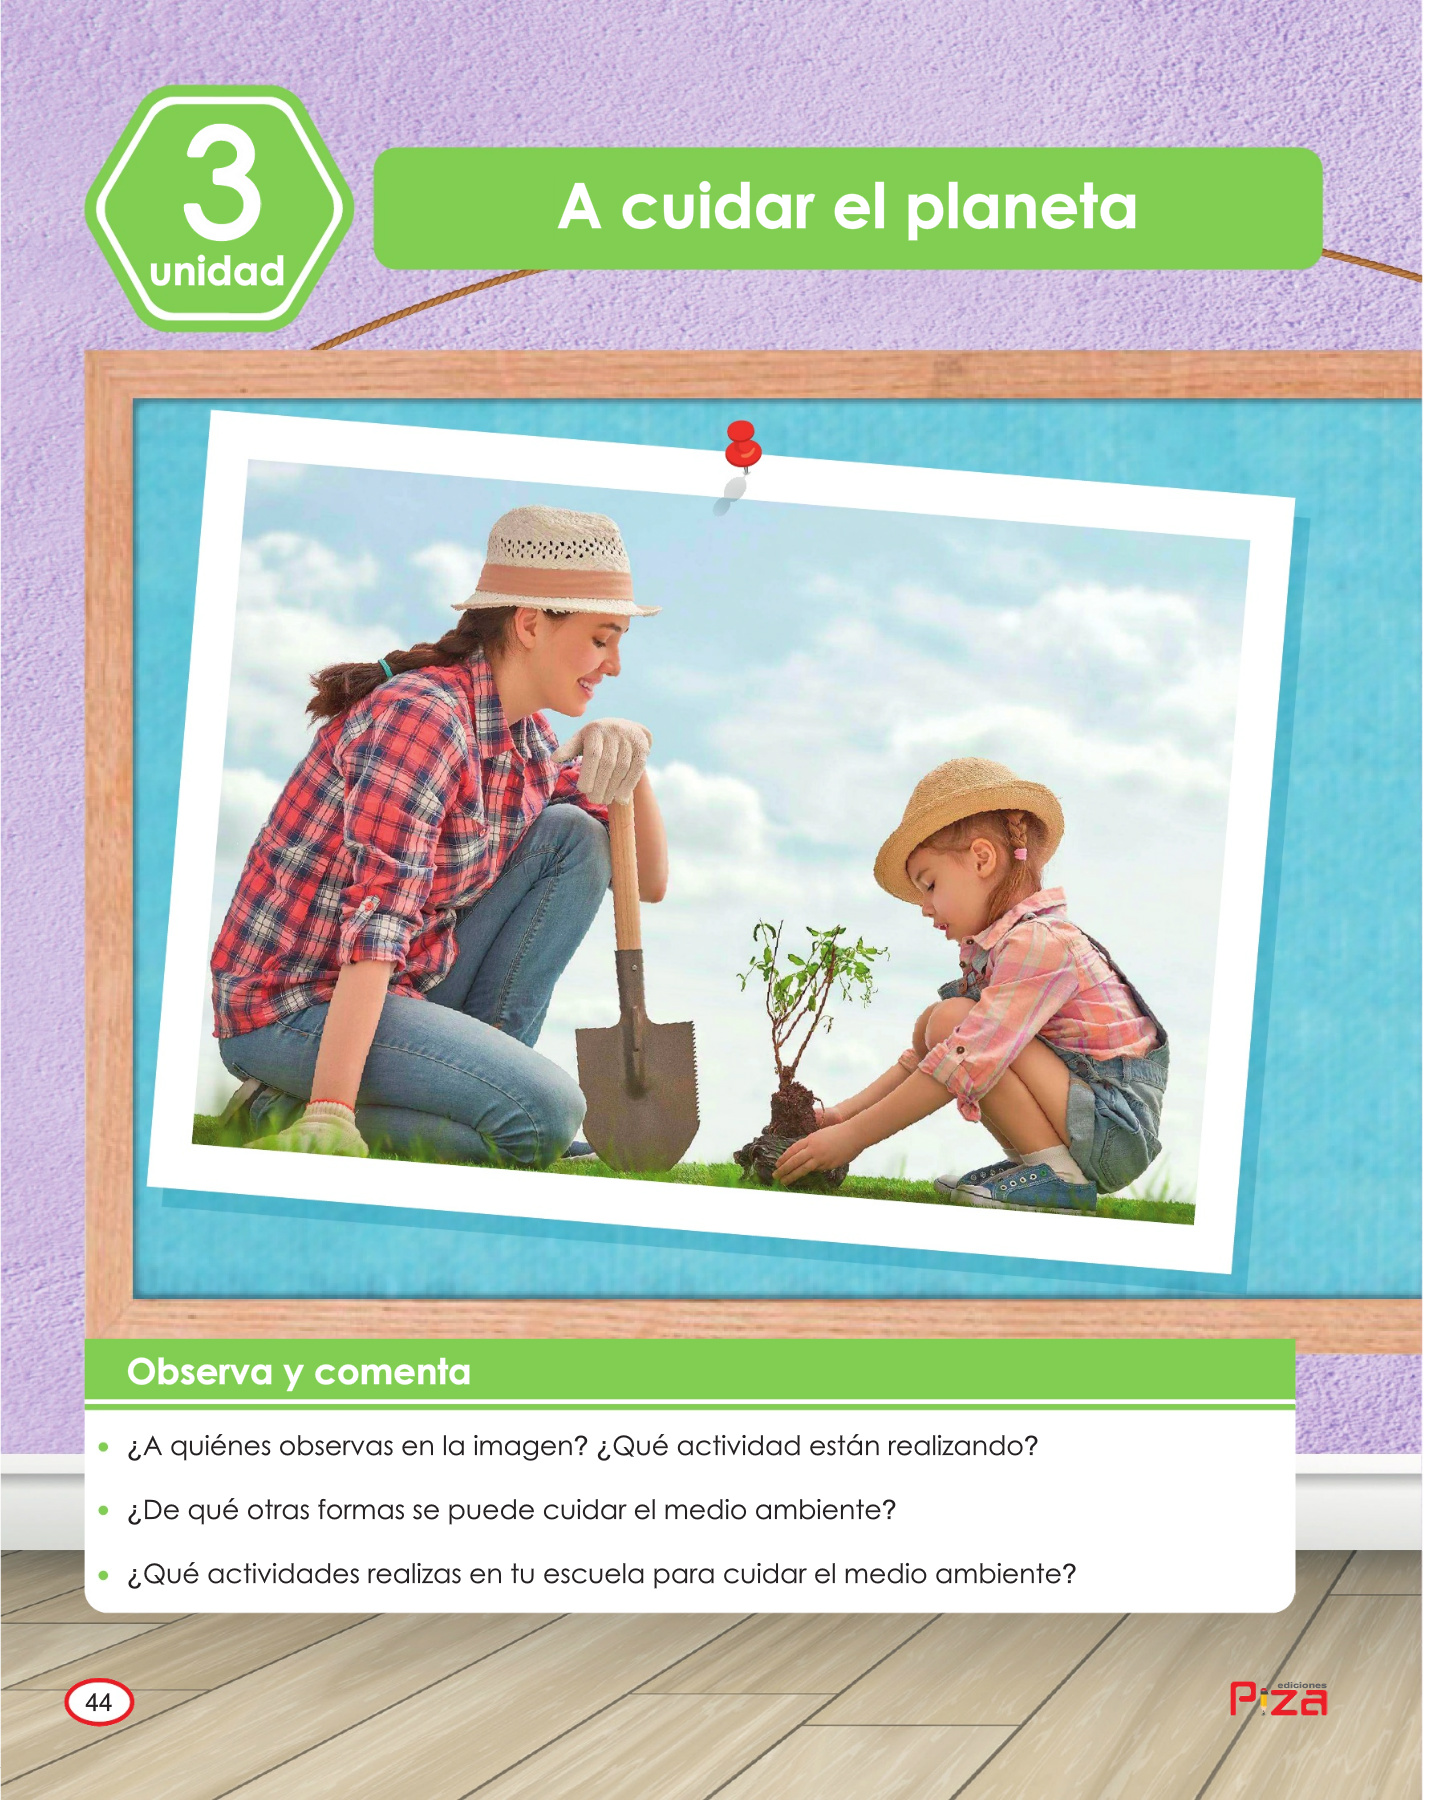 3
unidad
A cuidar el planeta
Observa y comenta
• ¿A quiénes observas en la imagen? ¿Qué actividad están realizando?
• ¿De qué otras formas se puede cuidar el medio ambiente?
• ¿Qué actividades realizas en tu escuela para cuidar el medio ambiente?
44
ediciones
Piza